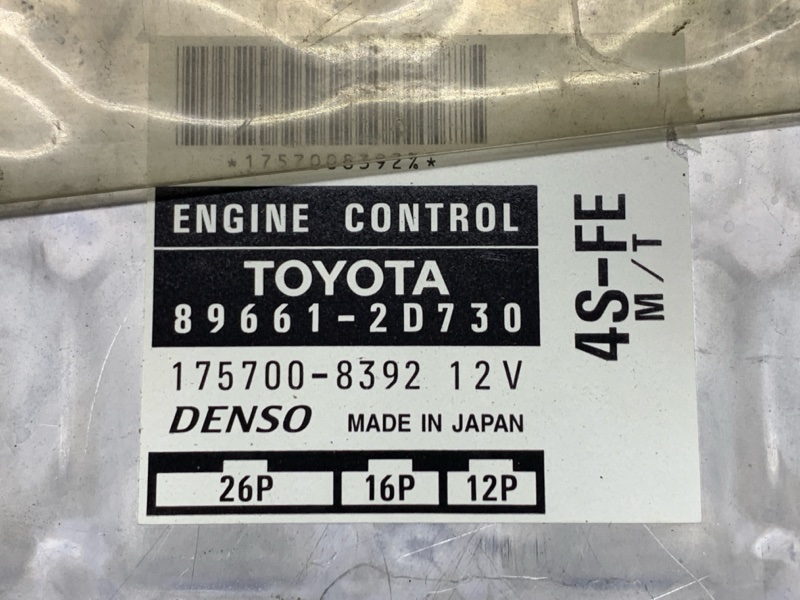 *1757008392%*
ENGINE CONTROL
TOYOTA
89661-2D730
175700-8392 12V
DENSO MADE IN JAPAN
26P 16P 12P
4S-FE
M/T